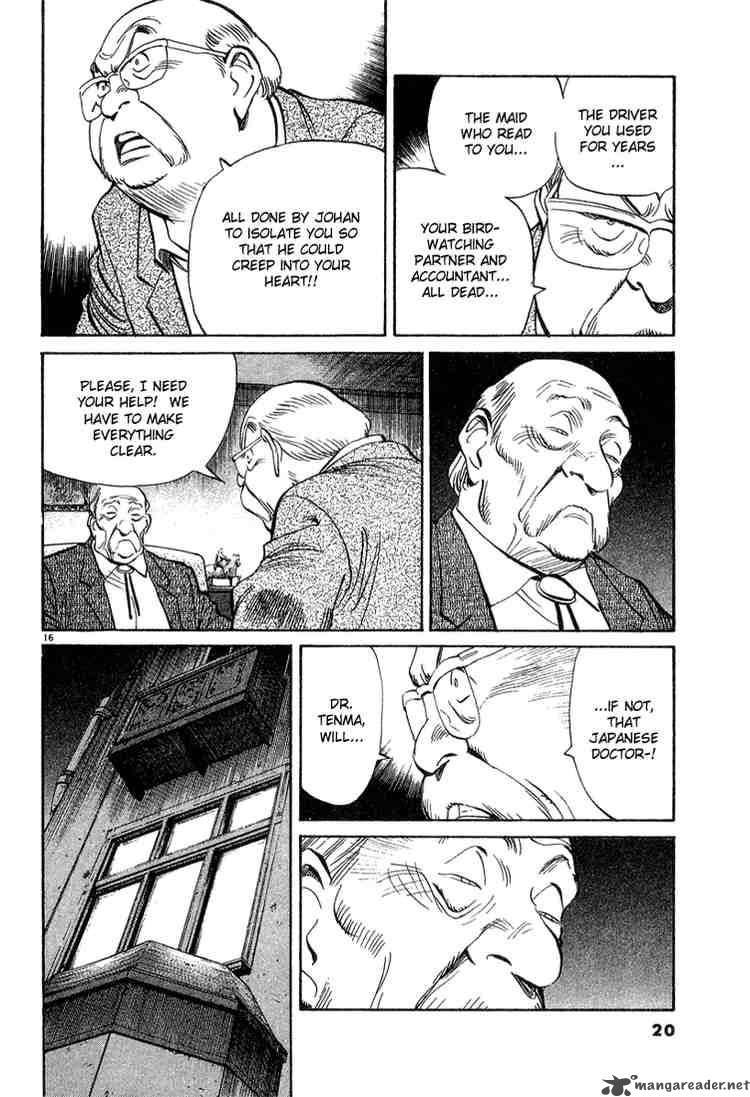 THE DRIVER
YOU USED
FOR YEARS
...
THE MAID
WHO READ
TO YOU...
YOUR BIRD-
WATCHING
PARTNER AND
ACCOUNTANT...
ALL DEAD...
ALL DONE BY JOHAN
TO ISOLATE YOU SO
THAT HE COULD
CREEP INTO YOUR
HEART!!
PLEASE, I NEED
YOUR HELP! WE
HAVE TO MAKE
EVERYTHING
CLEAR.
16
...IF NOT,
THAT
JAPANESE
DOCTOR-!
DR.
TENMA,
WILL...
20
mangareader.net